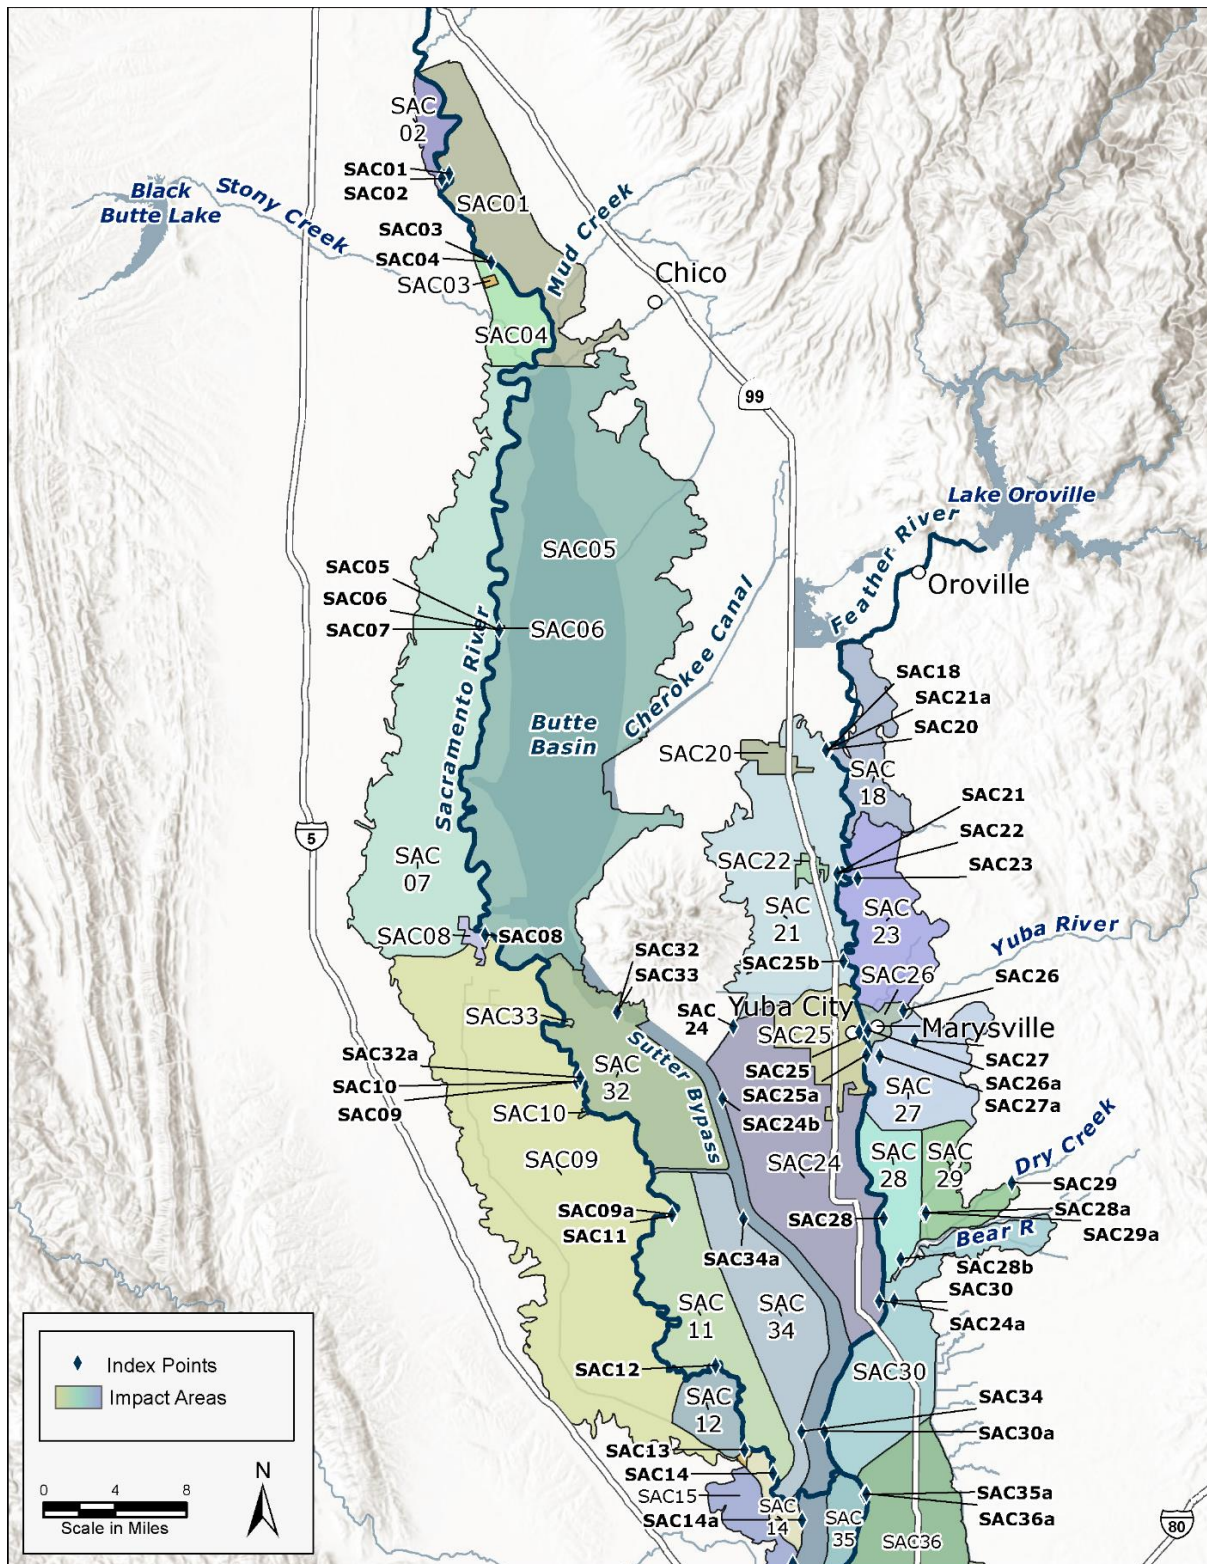 SAC
02
SAC01
SAC02
SAC01
Black
Butte Lake
Stony Creek
Mud Creek
SAC03
SAC04
SAC03
Chico
SAC04
99
Lake Oroville
Feather River
Oroville
SAC05
SAC05
SAC06
SAC07
SAC06
Sacramento River
Butte
Basin
Cherokee Canal
SAC18
SAC21a
SAC20
SAC20
SAC
18
5
SAC21
SAC22
SAC23
SAC22
SAC
07
SAC
21
SAC
23
SAC08
SAC08
Yuba River
SAC25b
SAC26
SAC26
SAC32
SAC33
SAC
24
Yuba City
SAC25
Marysville
SAC33
Sutter Bypass
SAC32a
SAC10
SAC09
SAC
32
SAC25
SAC25a
SAC24b
SAC27
SAC26a
SAC27a
SAC
27
SAC10
SAC09
SAC24
SAC
28
SAC
29
Dry Creek
SAC29
SAC28a
SAC29a
SAC09a
SAC11
SAC34a
SAC28
Bear R
SAC28b
SAC30
SAC24a
SAC
11
SAC
34
SAC12
SAC30
SAC
12
SAC34
SAC30a
SAC13
SAC14
SAC15
SAC14a
SAC
14
SAC
35
SAC36
SAC35a
SAC36a
80
Index Points
Impact Areas
0 4 8
Scale in Miles
N